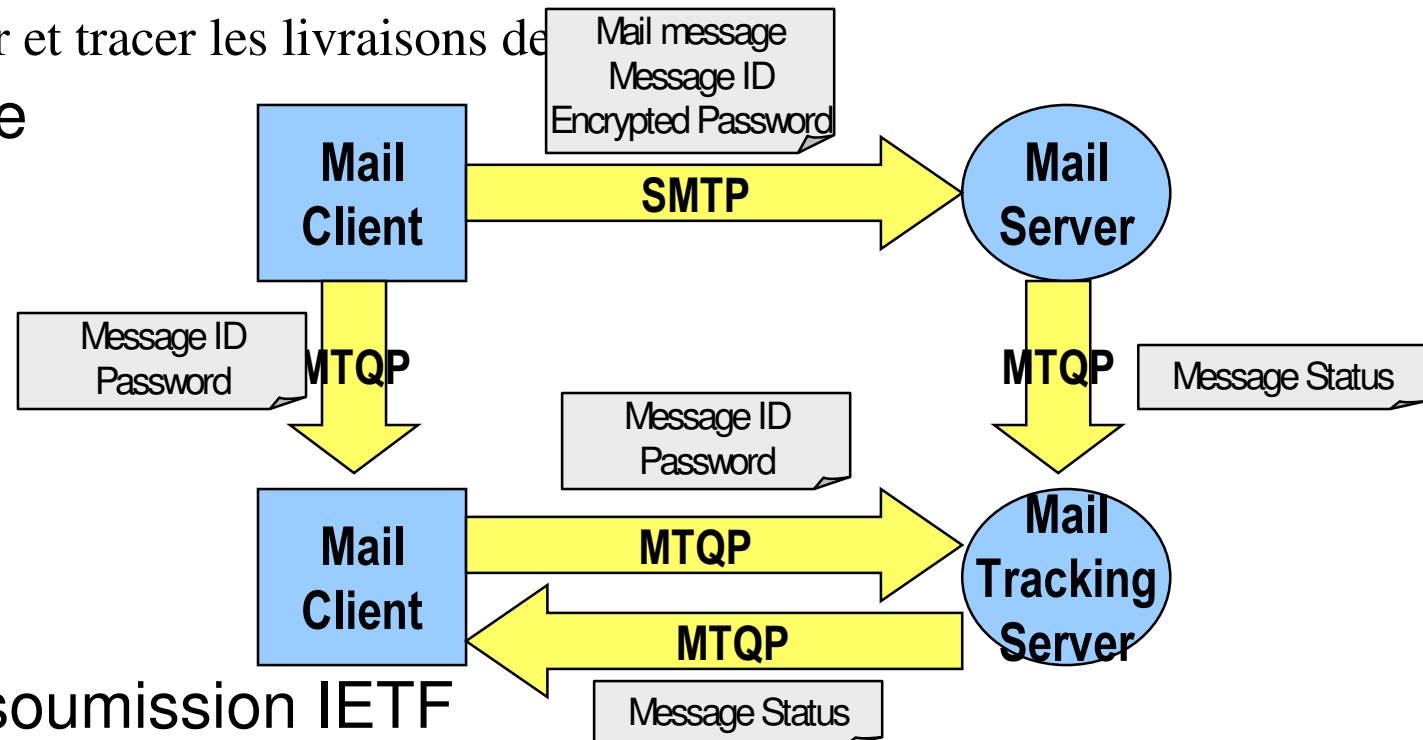 r et tracer les livraisons de
Mail message
Message ID
Encrypted Password
e
Mail
Client
SMTP
Mail
Server
Message ID
Password
MTQP
MTQP
Message Status
Message ID
Password
Mail
Client
MTQP
MTQP
Mail
Tracking
Server
Message Status
soumission IETF